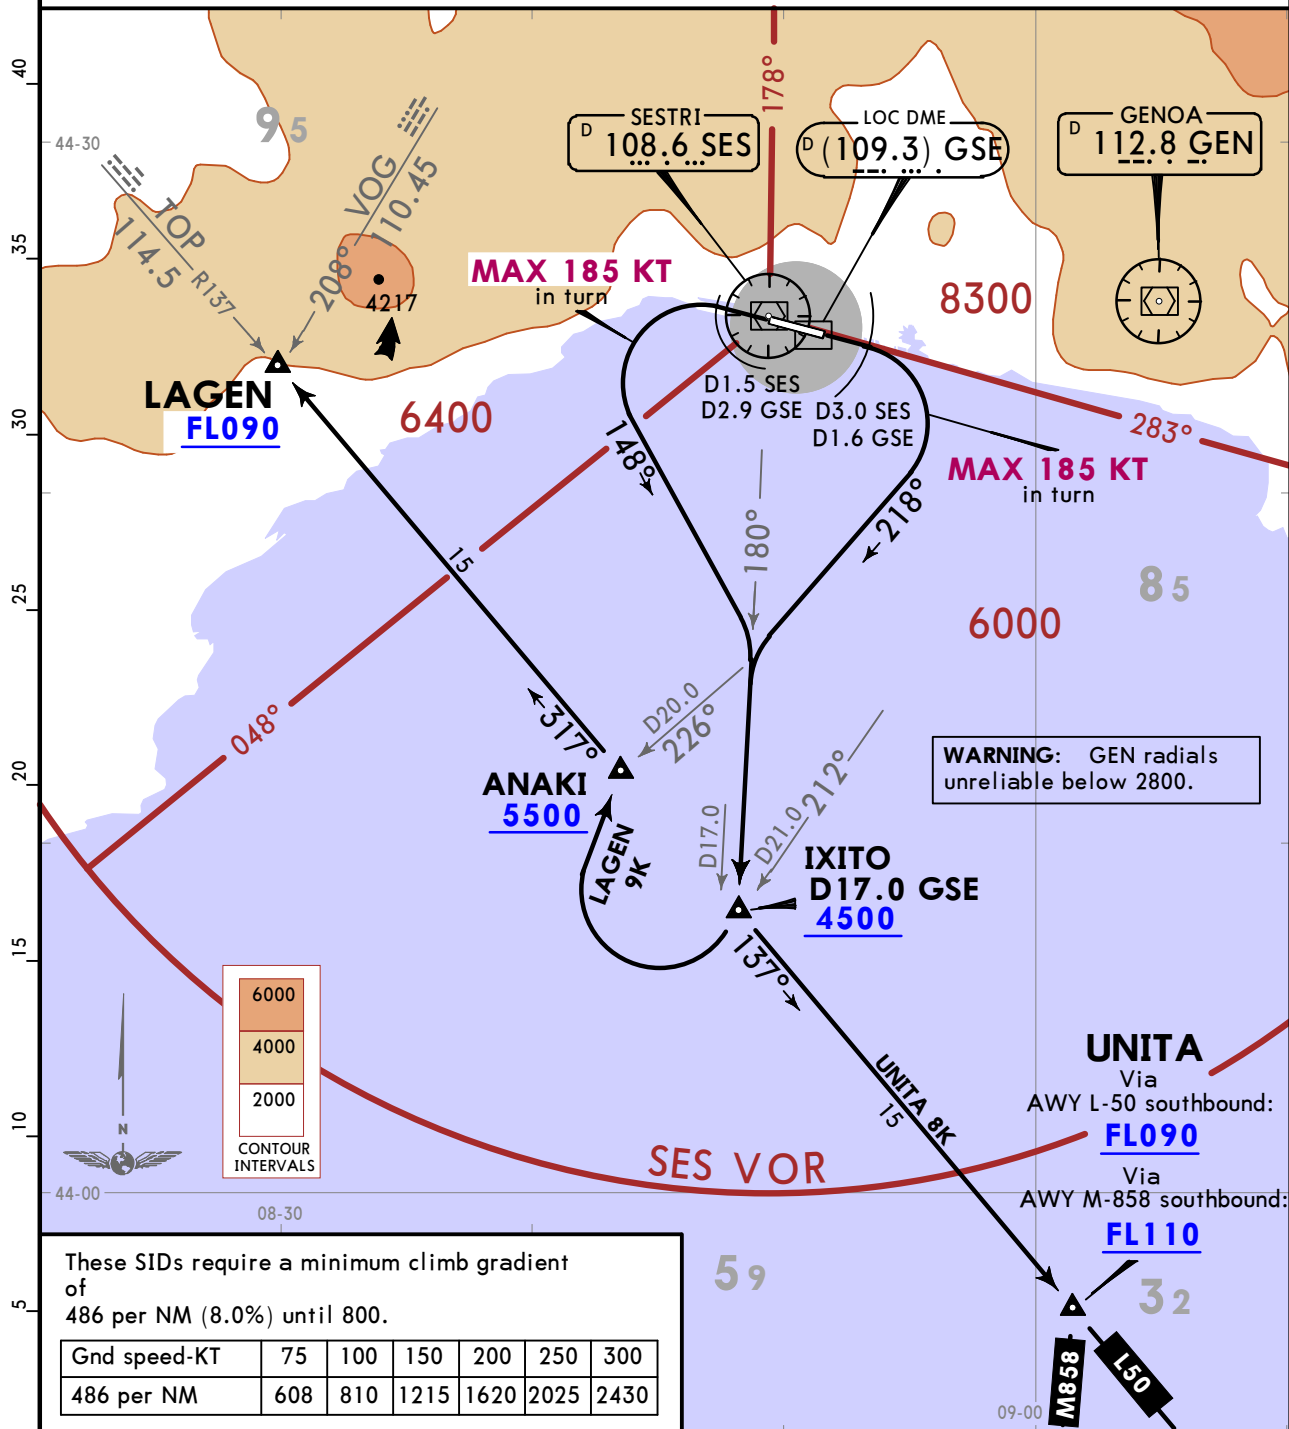 40
35
30
25
20
15
10
5
44-30
9 5
TOP
114.5
R137
VOG
110.45
208°
4217
178°
SESTRI
D 108.6 SES
LOC DME
D (109.3) GSE
GENOA
D 112.8 GEN
MAX 185 KT
in turn
8300
LAGEN
FL090
6400
D1.5 SES
D2.9 GSE
D3.0 SES
D1.6 GSE
283°
MAX 185 KT
in turn
148°
218°
180°
15
8 5
6000
048°
317°
D20.0
226°
ANAKI
5500
WARNING: GEN radials
unreliable below 2800.
D17.0
D21.0
212°
LAGEN
9K
IXITO
D17.0 GSE
4500
137°
6000
4000
2000
CONTOUR
INTERVALS
N
UNITA 8K
15
UNITA
Via
AWY L-50 southbound:
FL090
Via
AWY M-858 southbound:
FL110
SES VOR
44-00
08-30
5 9
3 2
These SIDs require a minimum climb gradient
of
486 per NM (8.0%) until 800.
Gnd speed-KT 75 100 150 200 250 300
486 per NM 608 810 1215 1620 2025 2430
09-00
M858
L50